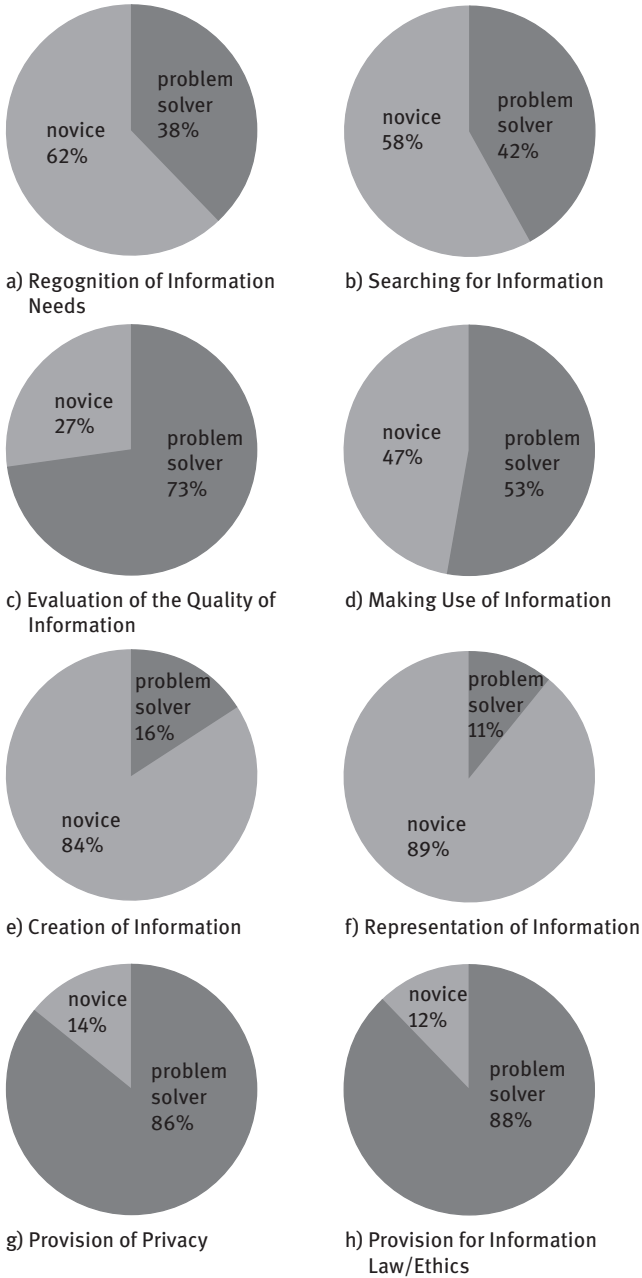 problem
solver
38%
novice
62%
a) Regognition of Information
Needs
problem
solver
42%
novice
58%
b) Searching for Information
novice
27%
problem
solver
73%
c) Evaluation of the Quality of
Information
novice
47%
problem
solver
53%
d) Making Use of Information
problem
solver
16%
novice
84%
e) Creation of Information
problem
solver
11%
novice
89%
f) Representation of Information
novice
14%
problem
solver
86%
g) Provision of Privacy
novice
12%
problem
solver
88%
h) Provision for Information
Law/Ethics